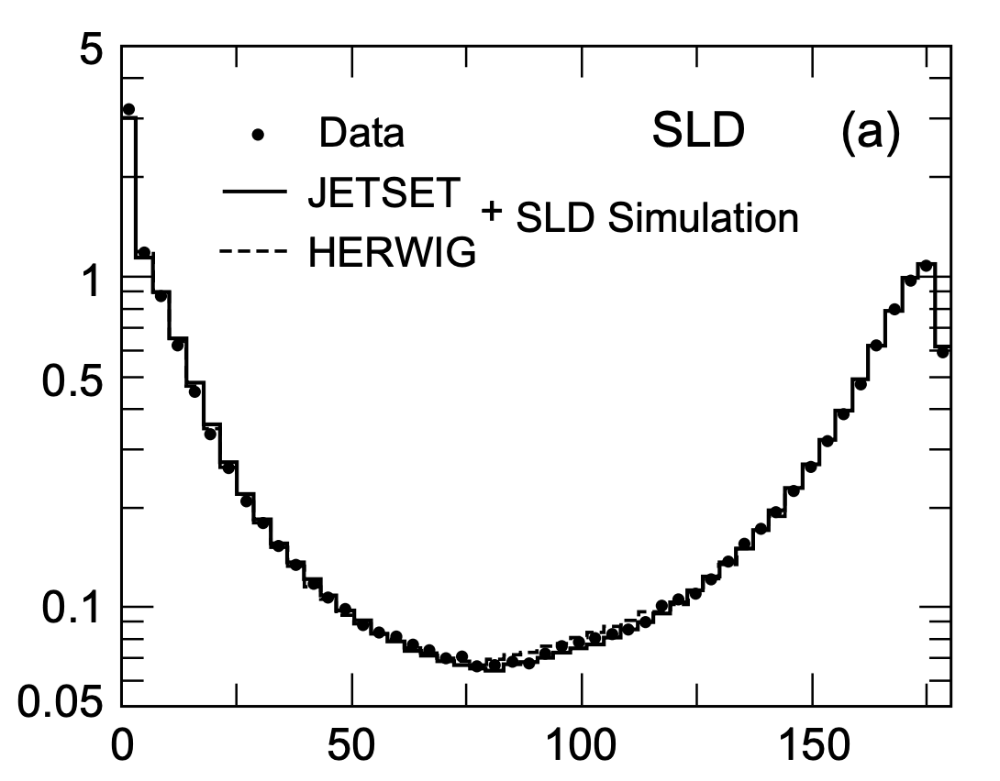 5
Data
SLD
(a)
JETSET
+ SLD Simulation
HERWIG
1
0.5
0.1
0.05
0 50 100 150